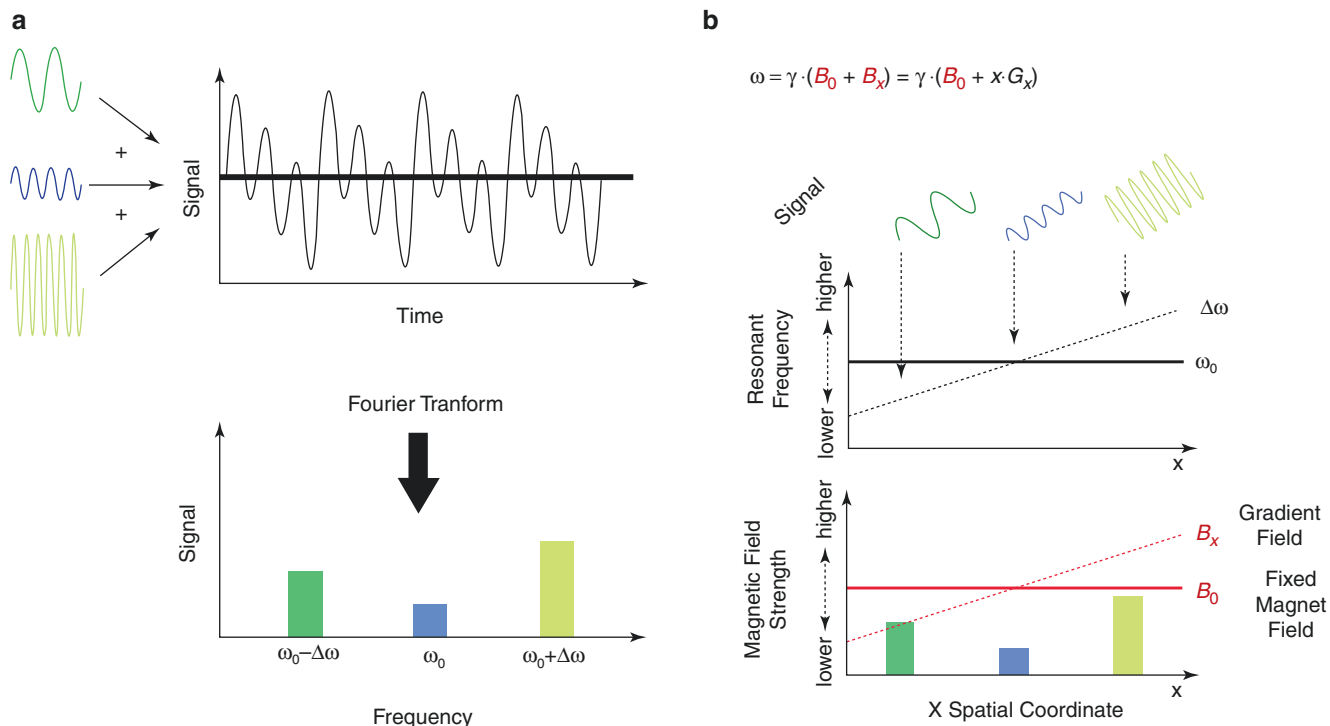 a
+
+
Signal
Time
Fourier Tranform
Signal
ω₀–Δω
ω₀
ω₀+Δω
Frequency
b
ω = γ·(B₀ + Bₓ) = γ·(B₀ + x·Gₓ)
Signal
Resonant
Frequency
lower
higher
Δω
ω₀
x
Magnetic Field
Strength
lower
higher
Bₓ
Gradient
Field
B₀
Fixed
Magnet
Field
x
X Spatial Coordinate